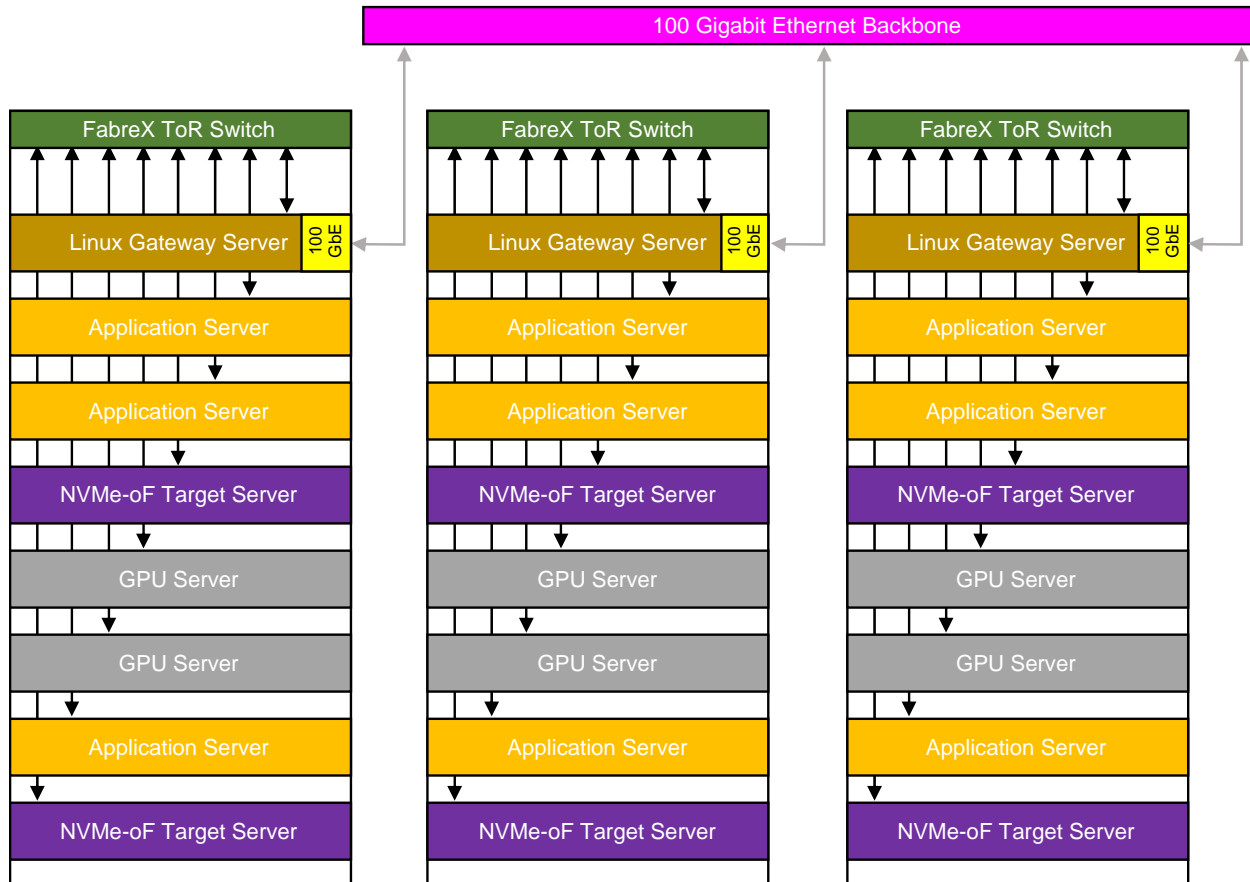 100 Gigabit Ethernet Backbone
FabreX ToR Switch
Linux Gateway Server
100
GbE
Application Server
Application Server
NVMe-oF Target Server
GPU Server
GPU Server
Application Server
NVMe-oF Target Server
FabreX ToR Switch
Linux Gateway Server
100
GbE
Application Server
Application Server
NVMe-oF Target Server
GPU Server
GPU Server
Application Server
NVMe-oF Target Server
FabreX ToR Switch
Linux Gateway Server
100
GbE
Application Server
Application Server
NVMe-oF Target Server
GPU Server
GPU Server
Application Server
NVMe-oF Target Server